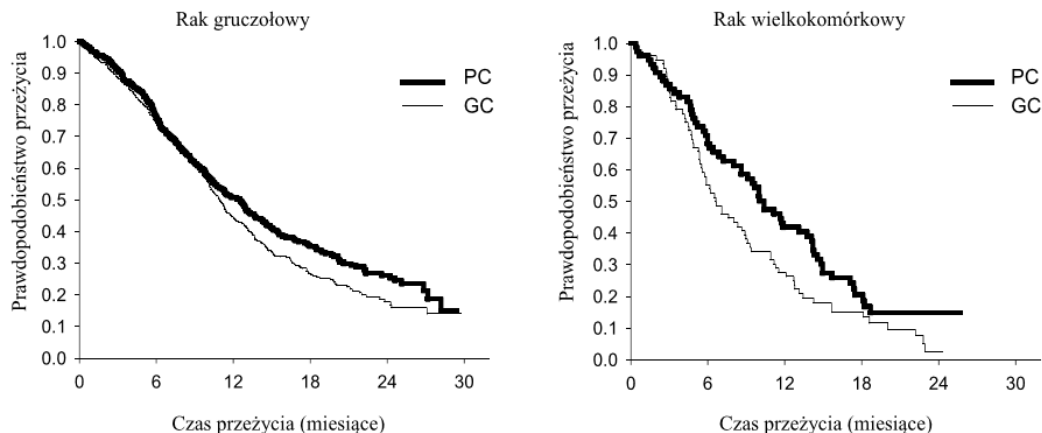 Rak gruczołowy
Prawdopodobieństwo przeżycia
1.0
0.9
0.8
0.7
0.6
0.5
0.4
0.3
0.2
0.1
0.0
PC
GC
0 6 12 18 24 30
Czas przeżycia (miesiące)
Rak wielkokomórkowy
Prawdopodobieństwo przeżycia
1.0
0.9
0.8
0.7
0.6
0.5
0.4
0.3
0.2
0.1
0.0
PC
GC
0 6 12 18 24 30
Czas przeżycia (miesiące)